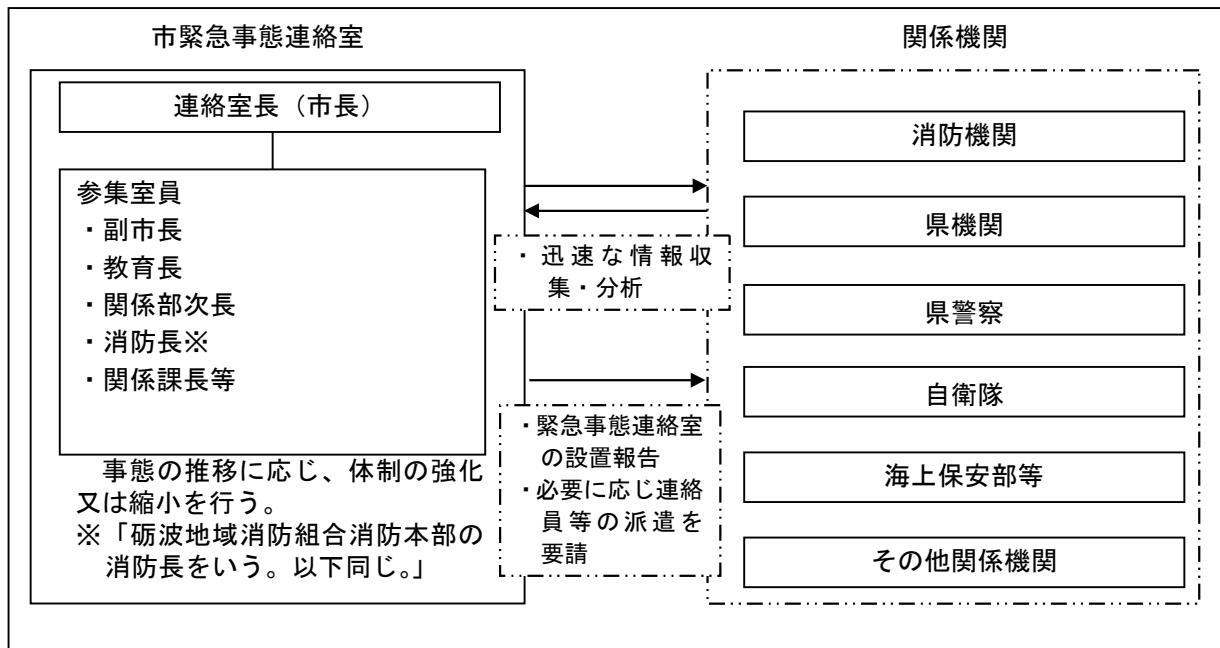 市緊急事態連絡室
連絡室長（市長）
参集室員
・副市長
・教育長
・関係部次長
・消防長※
・関係課長等
事態の推移に応じ、体制の強化
又は縮小を行う。
※「砺波地域消防組合消防本部の
消防長をいう。以下同じ。」
・迅速な情報収
集・分析
・緊急事態連絡室
の設置報告
・必要に応じ連絡
員等の派遣を
要請
関係機関
消防機関
県機関
県警察
自衛隊
海上保安部等
その他関係機関